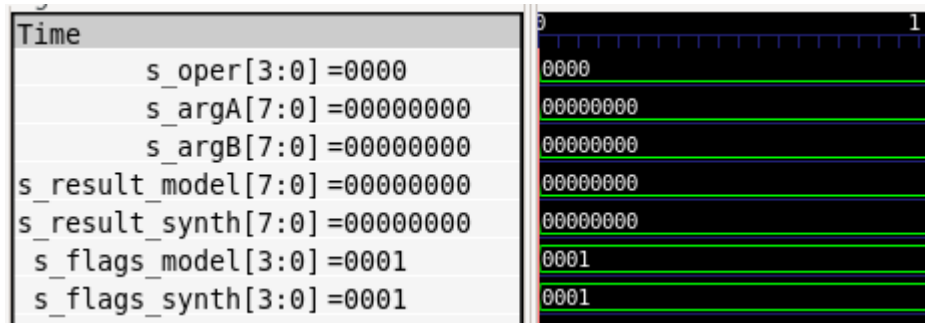 Time
0 1
s_oper[3:0]=0000 0000
s_argA[7:0]=00000000 00000000
s_argB[7:0]=00000000 00000000
s_result_model[7:0]=00000000 00000000
s_result_synth[7:0]=00000000 00000000
s_flags_model[3:0]=0001 0001
s_flags_synth[3:0]=0001 0001